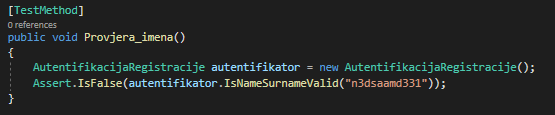 [TestMethod]
0 references
public void Provjera_imena()
{
AutentifikacijaRegistracije autentifikator = new AutentifikacijaRegistracije();
Assert.IsFalse(autentifikator.IsNameSurnameValid("n3dsaamd331"));
}